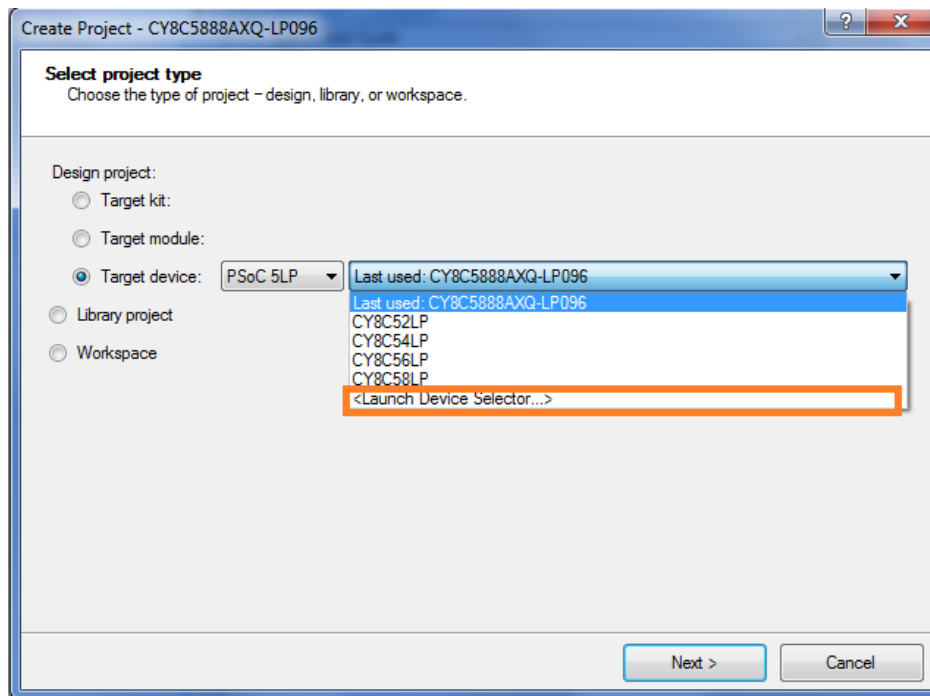 Create Project - CY8C5888AXQ-LP096
Select project type
Choose the type of project – design, library, or workspace.
Design project:
Target kit:
Target module:
Target device:
PSoC 5LP
Last used: CY8C5888AXQ-LP096
Last used: CY8C5888AXQ-LP096
CY8C52LP
CY8C54LP
CY8C56LP
CY8C58LP
<Launch Device Selector...>
Library project
Workspace
Next >
Cancel